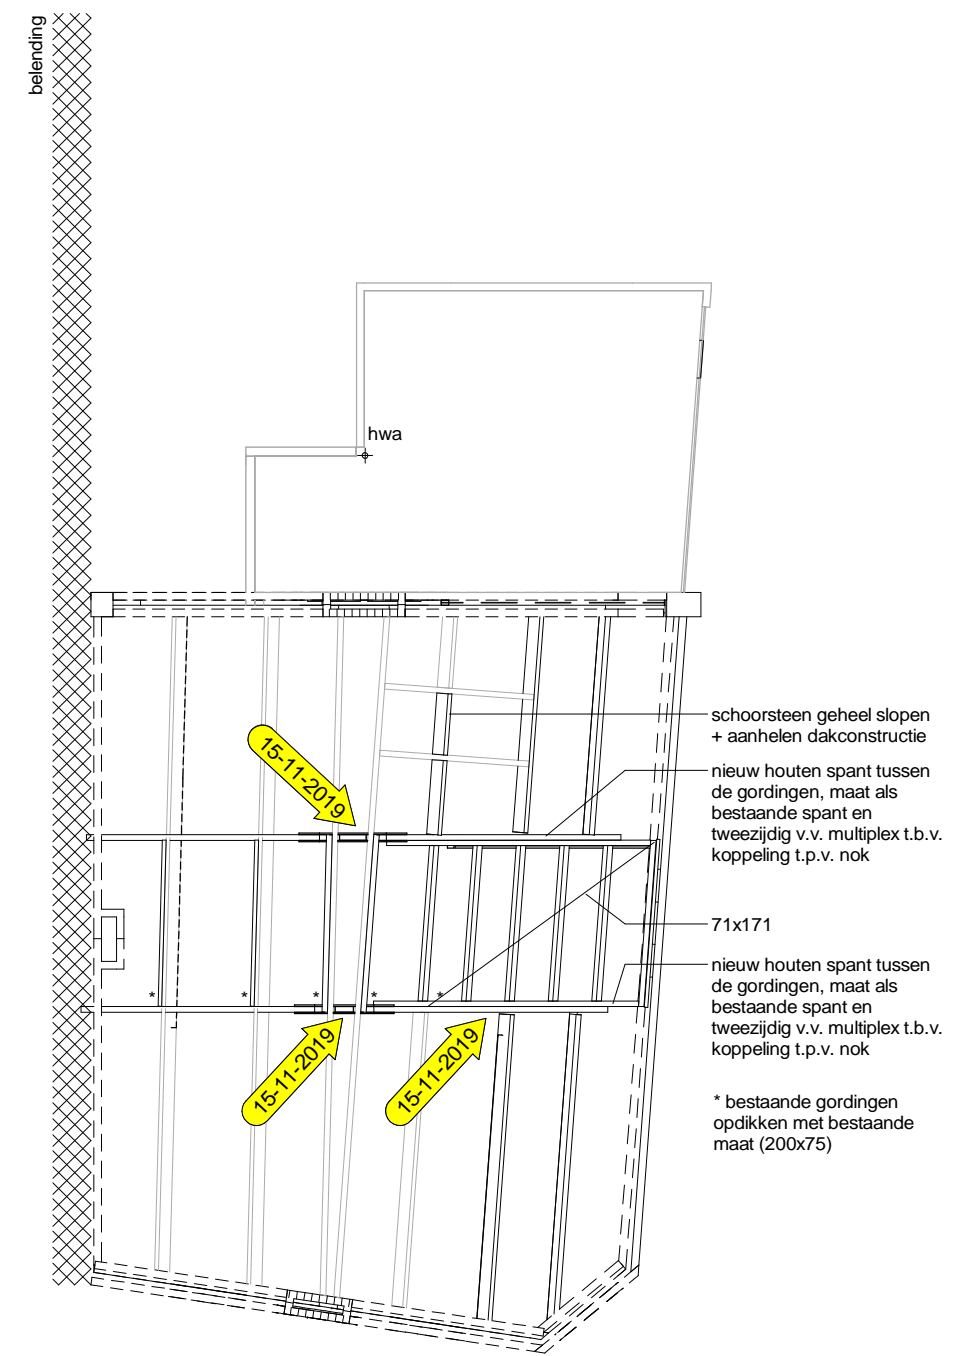 belending
hwa
schoorsteen geheel slopen
+ aanhelen dakconstructie
nieuw houten spant tussen
de gordingen, maat als
bestaande spant en
tweezijdig v.v. multiplex t.b.v.
koppeling t.p.v. nok
15-11-2019
71x171
nieuw houten spant tussen
de gordingen, maat als
bestaande spant en
tweezijdig v.v. multiplex t.b.v.
koppeling t.p.v. nok
* * * * *
15-11-2019
15-11-2019
* bestaande gordingen
opdikken met bestaande
maat (200x75)